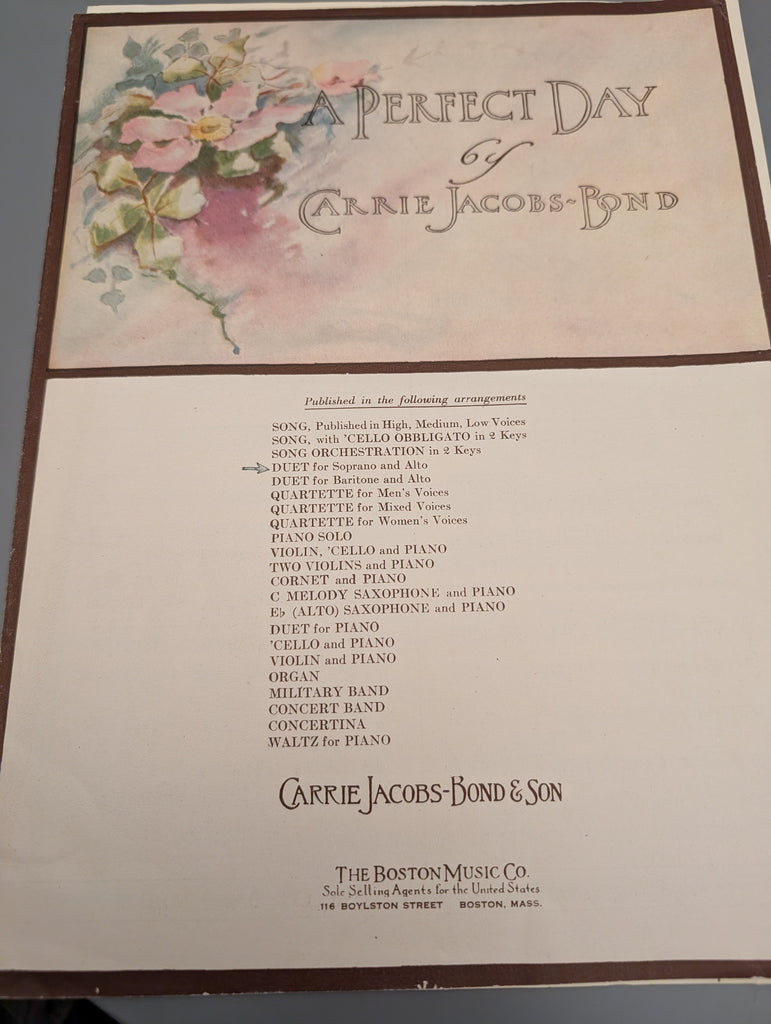 A PERFECT DAY
by
CARRIE JACOBS-BOND
Published in the following arrangements
SONG, Published in High, Medium, Low Voices
SONG, with 'CELLO OBBLIGATO in 2 Keys
SONG ORCHESTRATION in 2 Keys
DUET for Soprano and Alto
DUET for Baritone and Alto
QUARTETTE for Men's Voices
QUARTETTE for Mixed Voices
QUARTETTE for Women's Voices
PIANO SOLO
VIOLIN, 'CELLO and PIANO
TWO VIOLINS and PIANO
CORNET and PIANO
C MELODY SAXOPHONE and PIANO
E♭ (ALTO) SAXOPHONE and PIANO
DUET for PIANO
'CELLO and PIANO
VIOLIN and PIANO
ORGAN
MILITARY BAND
CONCERT BAND
CONCERTINA
WALTZ for PIANO
CARRIE JACOBS-BOND & SON
THE BOSTON MUSIC CO.
Sole Selling Agents for the United States
116 BOYLSTON STREET BOSTON, MASS.